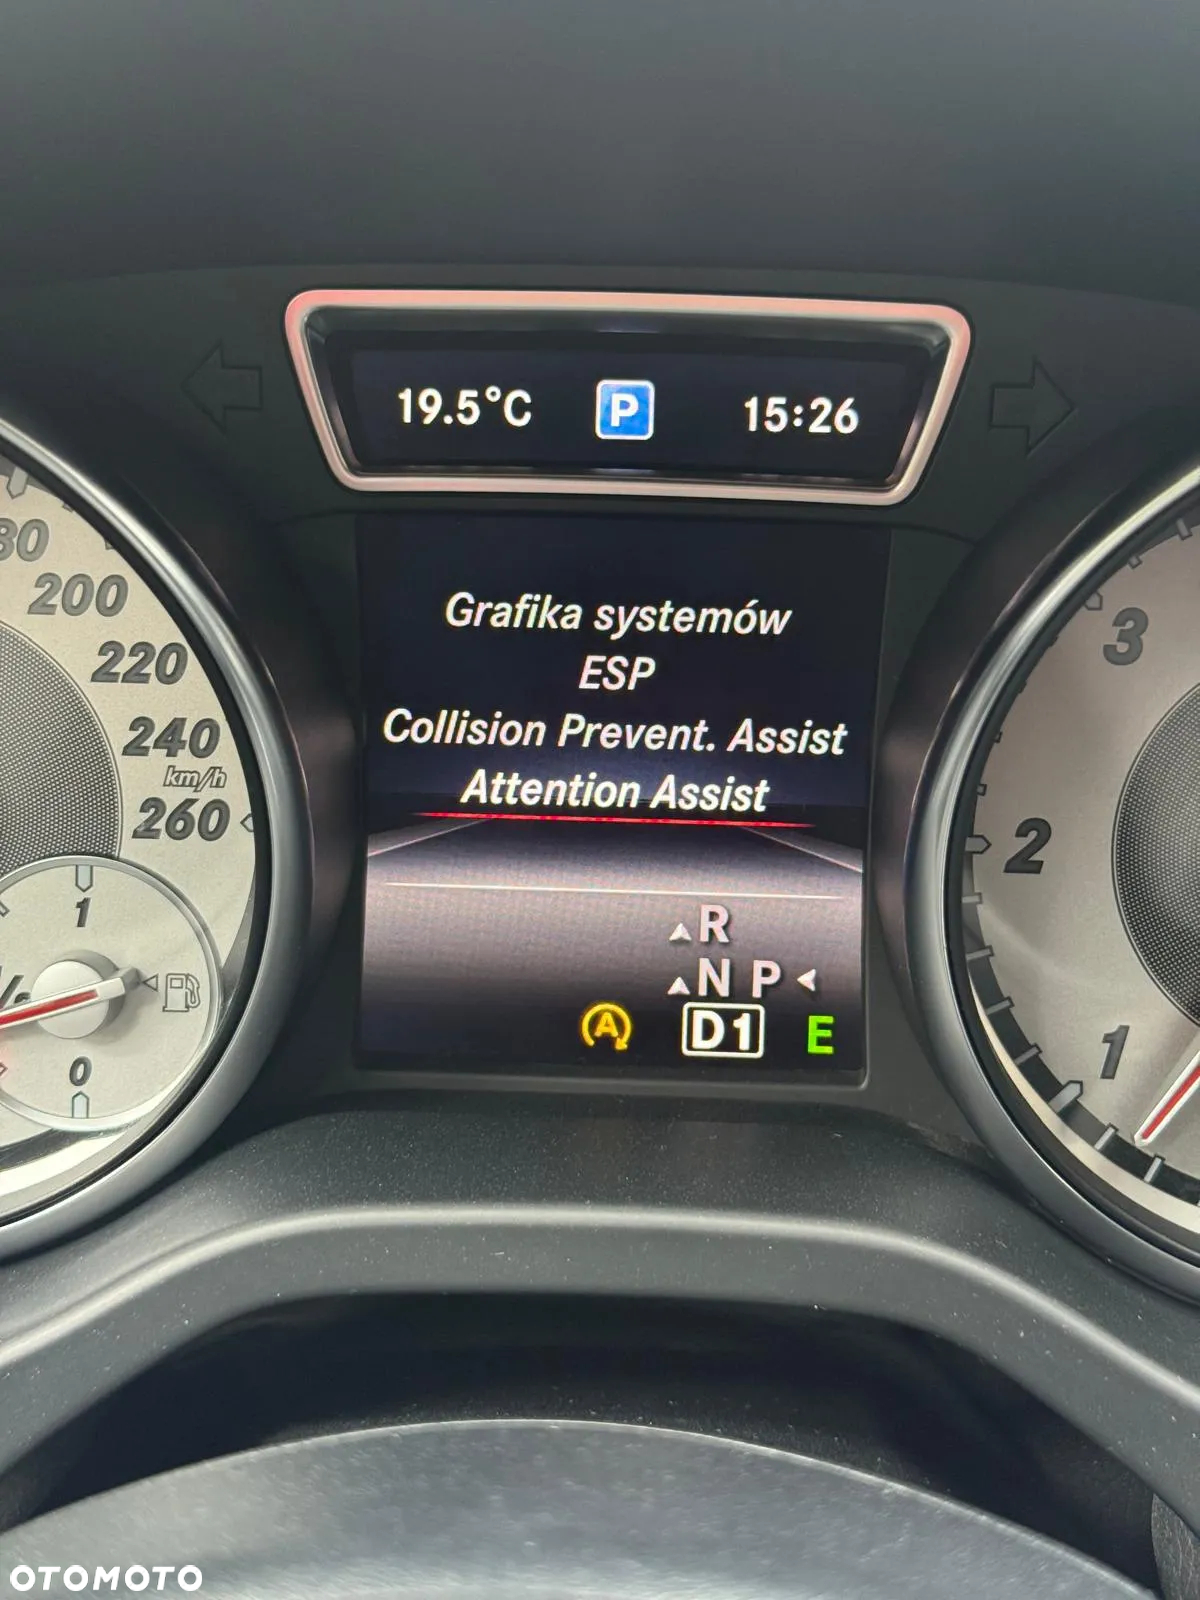 19.5°C P 15:26
Grafika systemów
ESP
Collision Prevent. Assist
Attention Assist
R
N P
A D1 E
80
200
220
240
km/h
260
1
0
3
2
1
OTOMOTO